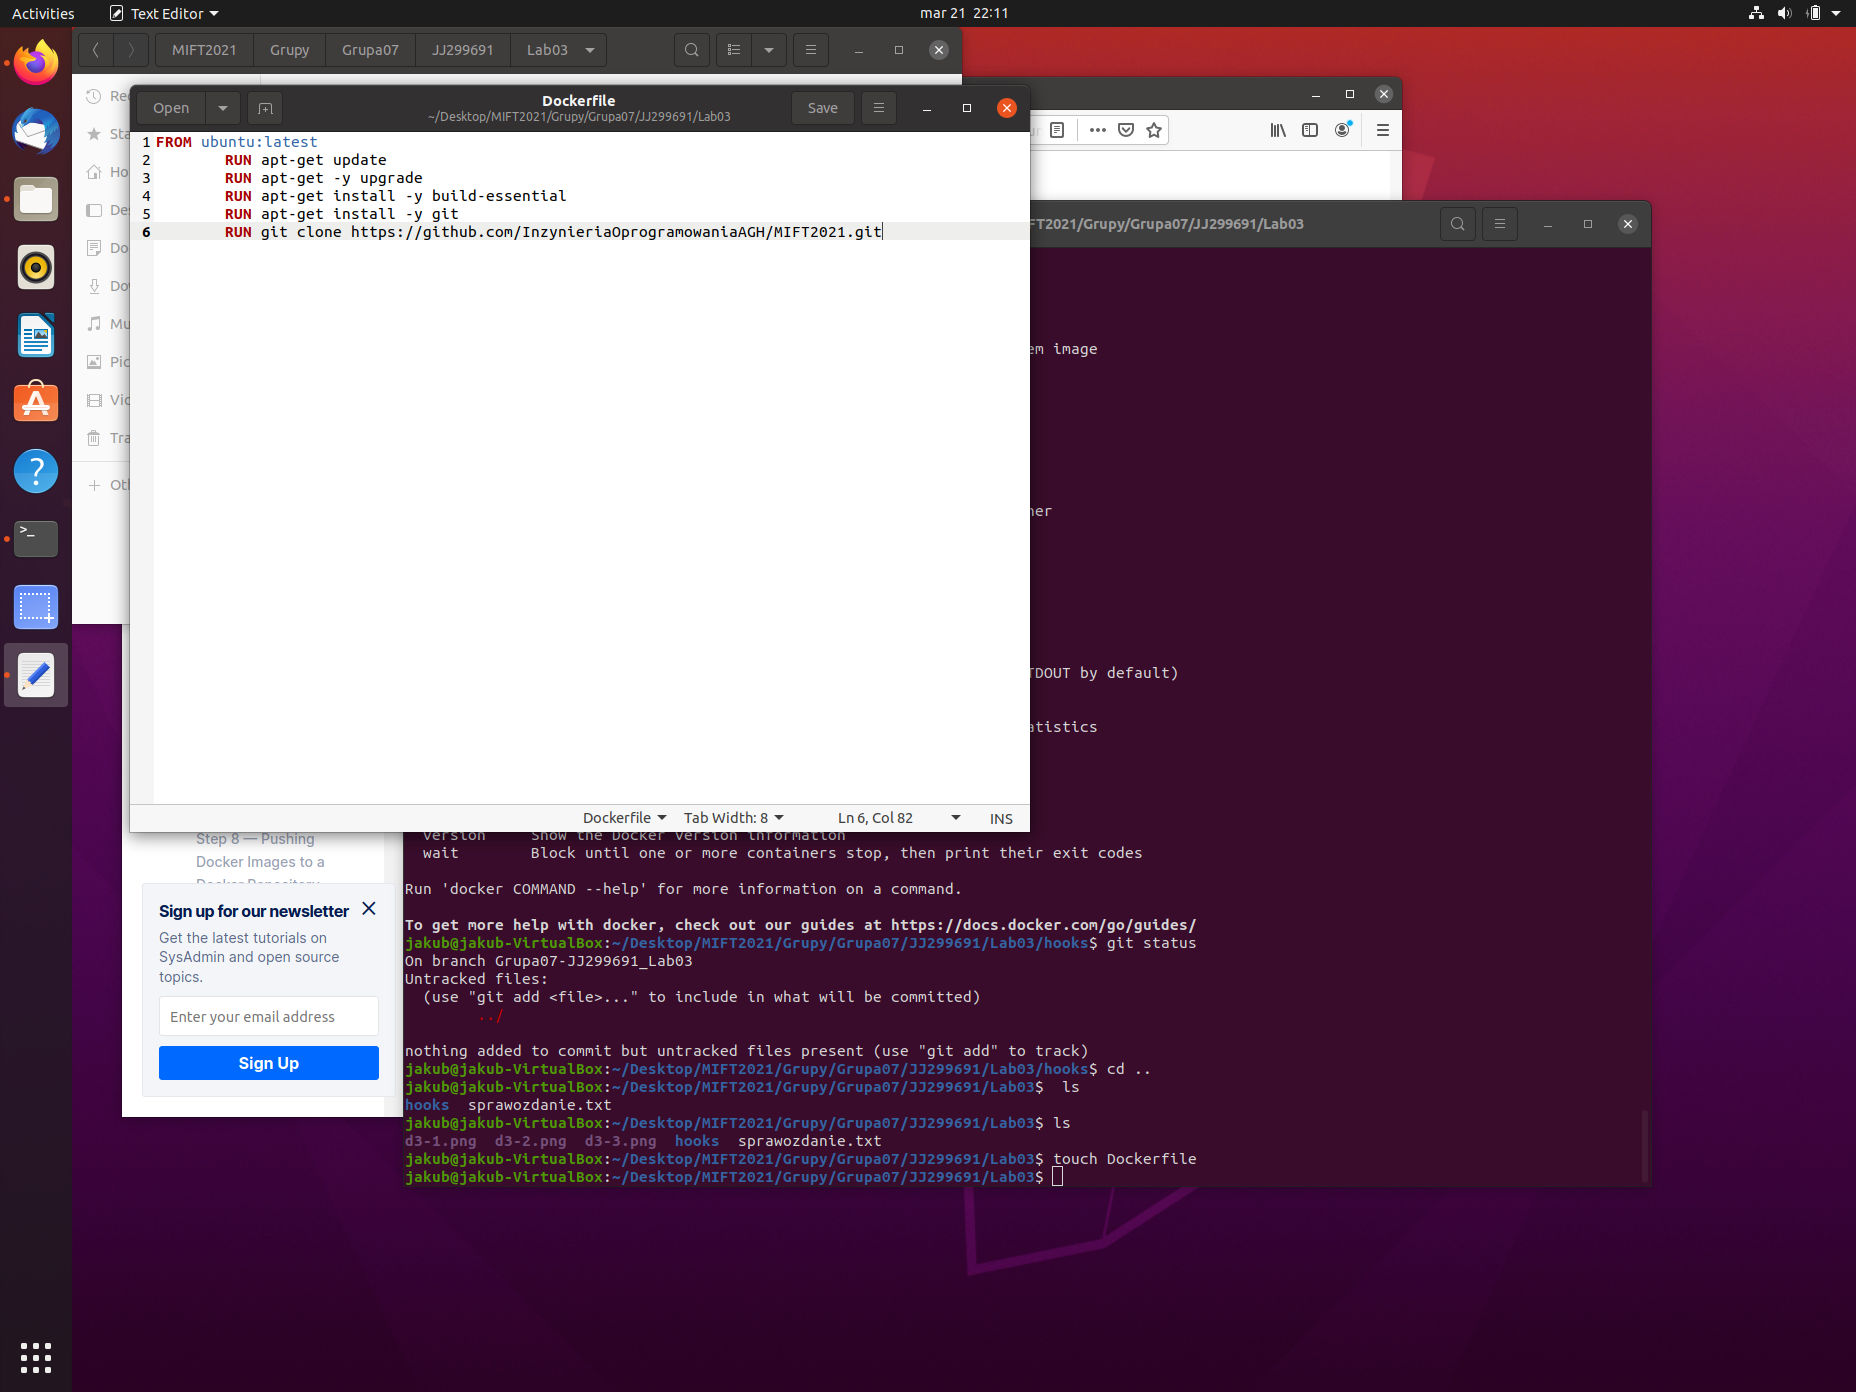 Activities Text Editor mar 21 22:11
MIFT2021 Grupy Grupa07 JJ299691 Lab03
Open Dockerfile Save
~/Desktop/MIFT2021/Grupy/Grupa07/JJ299691/Lab03
1 FROM ubuntu:latest
2 RUN apt-get update
3 RUN apt-get -y upgrade
4 RUN apt-get install -y build-essential
5 RUN apt-get install -y git
6 RUN git clone https://github.com/InzynieriaOprogramowaniaAGH/MIFT2021.git
Dockerfile Tab Width: 8 Ln 6, Col 82 INS
Re
Sta
Ho
De
Do
Do
Mu
Pic
Vid
Tra
Ot
FT2021/Grupy/Grupa07/JJ299691/Lab03
em image
ner
TDOUT by default)
atistics
version Show the Docker version information
wait Block until one or more containers stop, then print their exit codes
Run 'docker COMMAND --help' for more information on a command.
To get more help with docker, check out our guides at https://docs.docker.com/go/guides/
jakub@jakub-VirtualBox:~/Desktop/MIFT2021/Grupy/Grupa07/JJ299691/Lab03/hooks$ git status
On branch Grupa07-JJ299691_Lab03
Untracked files:
(use "git add <file>..." to include in what will be committed)
../
nothing added to commit but untracked files present (use "git add" to track)
jakub@jakub-VirtualBox:~/Desktop/MIFT2021/Grupy/Grupa07/JJ299691/Lab03/hooks$ cd ..
jakub@jakub-VirtualBox:~/Desktop/MIFT2021/Grupy/Grupa07/JJ299691/Lab03$  ls
hooks sprawozdanie.txt
jakub@jakub-VirtualBox:~/Desktop/MIFT2021/Grupy/Grupa07/JJ299691/Lab03$ ls
d3-1.png d3-2.png d3-3.png hooks sprawozdanie.txt
jakub@jakub-VirtualBox:~/Desktop/MIFT2021/Grupy/Grupa07/JJ299691/Lab03$ touch Dockerfile
jakub@jakub-VirtualBox:~/Desktop/MIFT2021/Grupy/Grupa07/JJ299691/Lab03$
Step 8 — Pushing
Docker Images to a
Docker Repository
Sign up for our newsletter
Get the latest tutorials on
SysAdmin and open source
topics.
Enter your email address
Sign Up